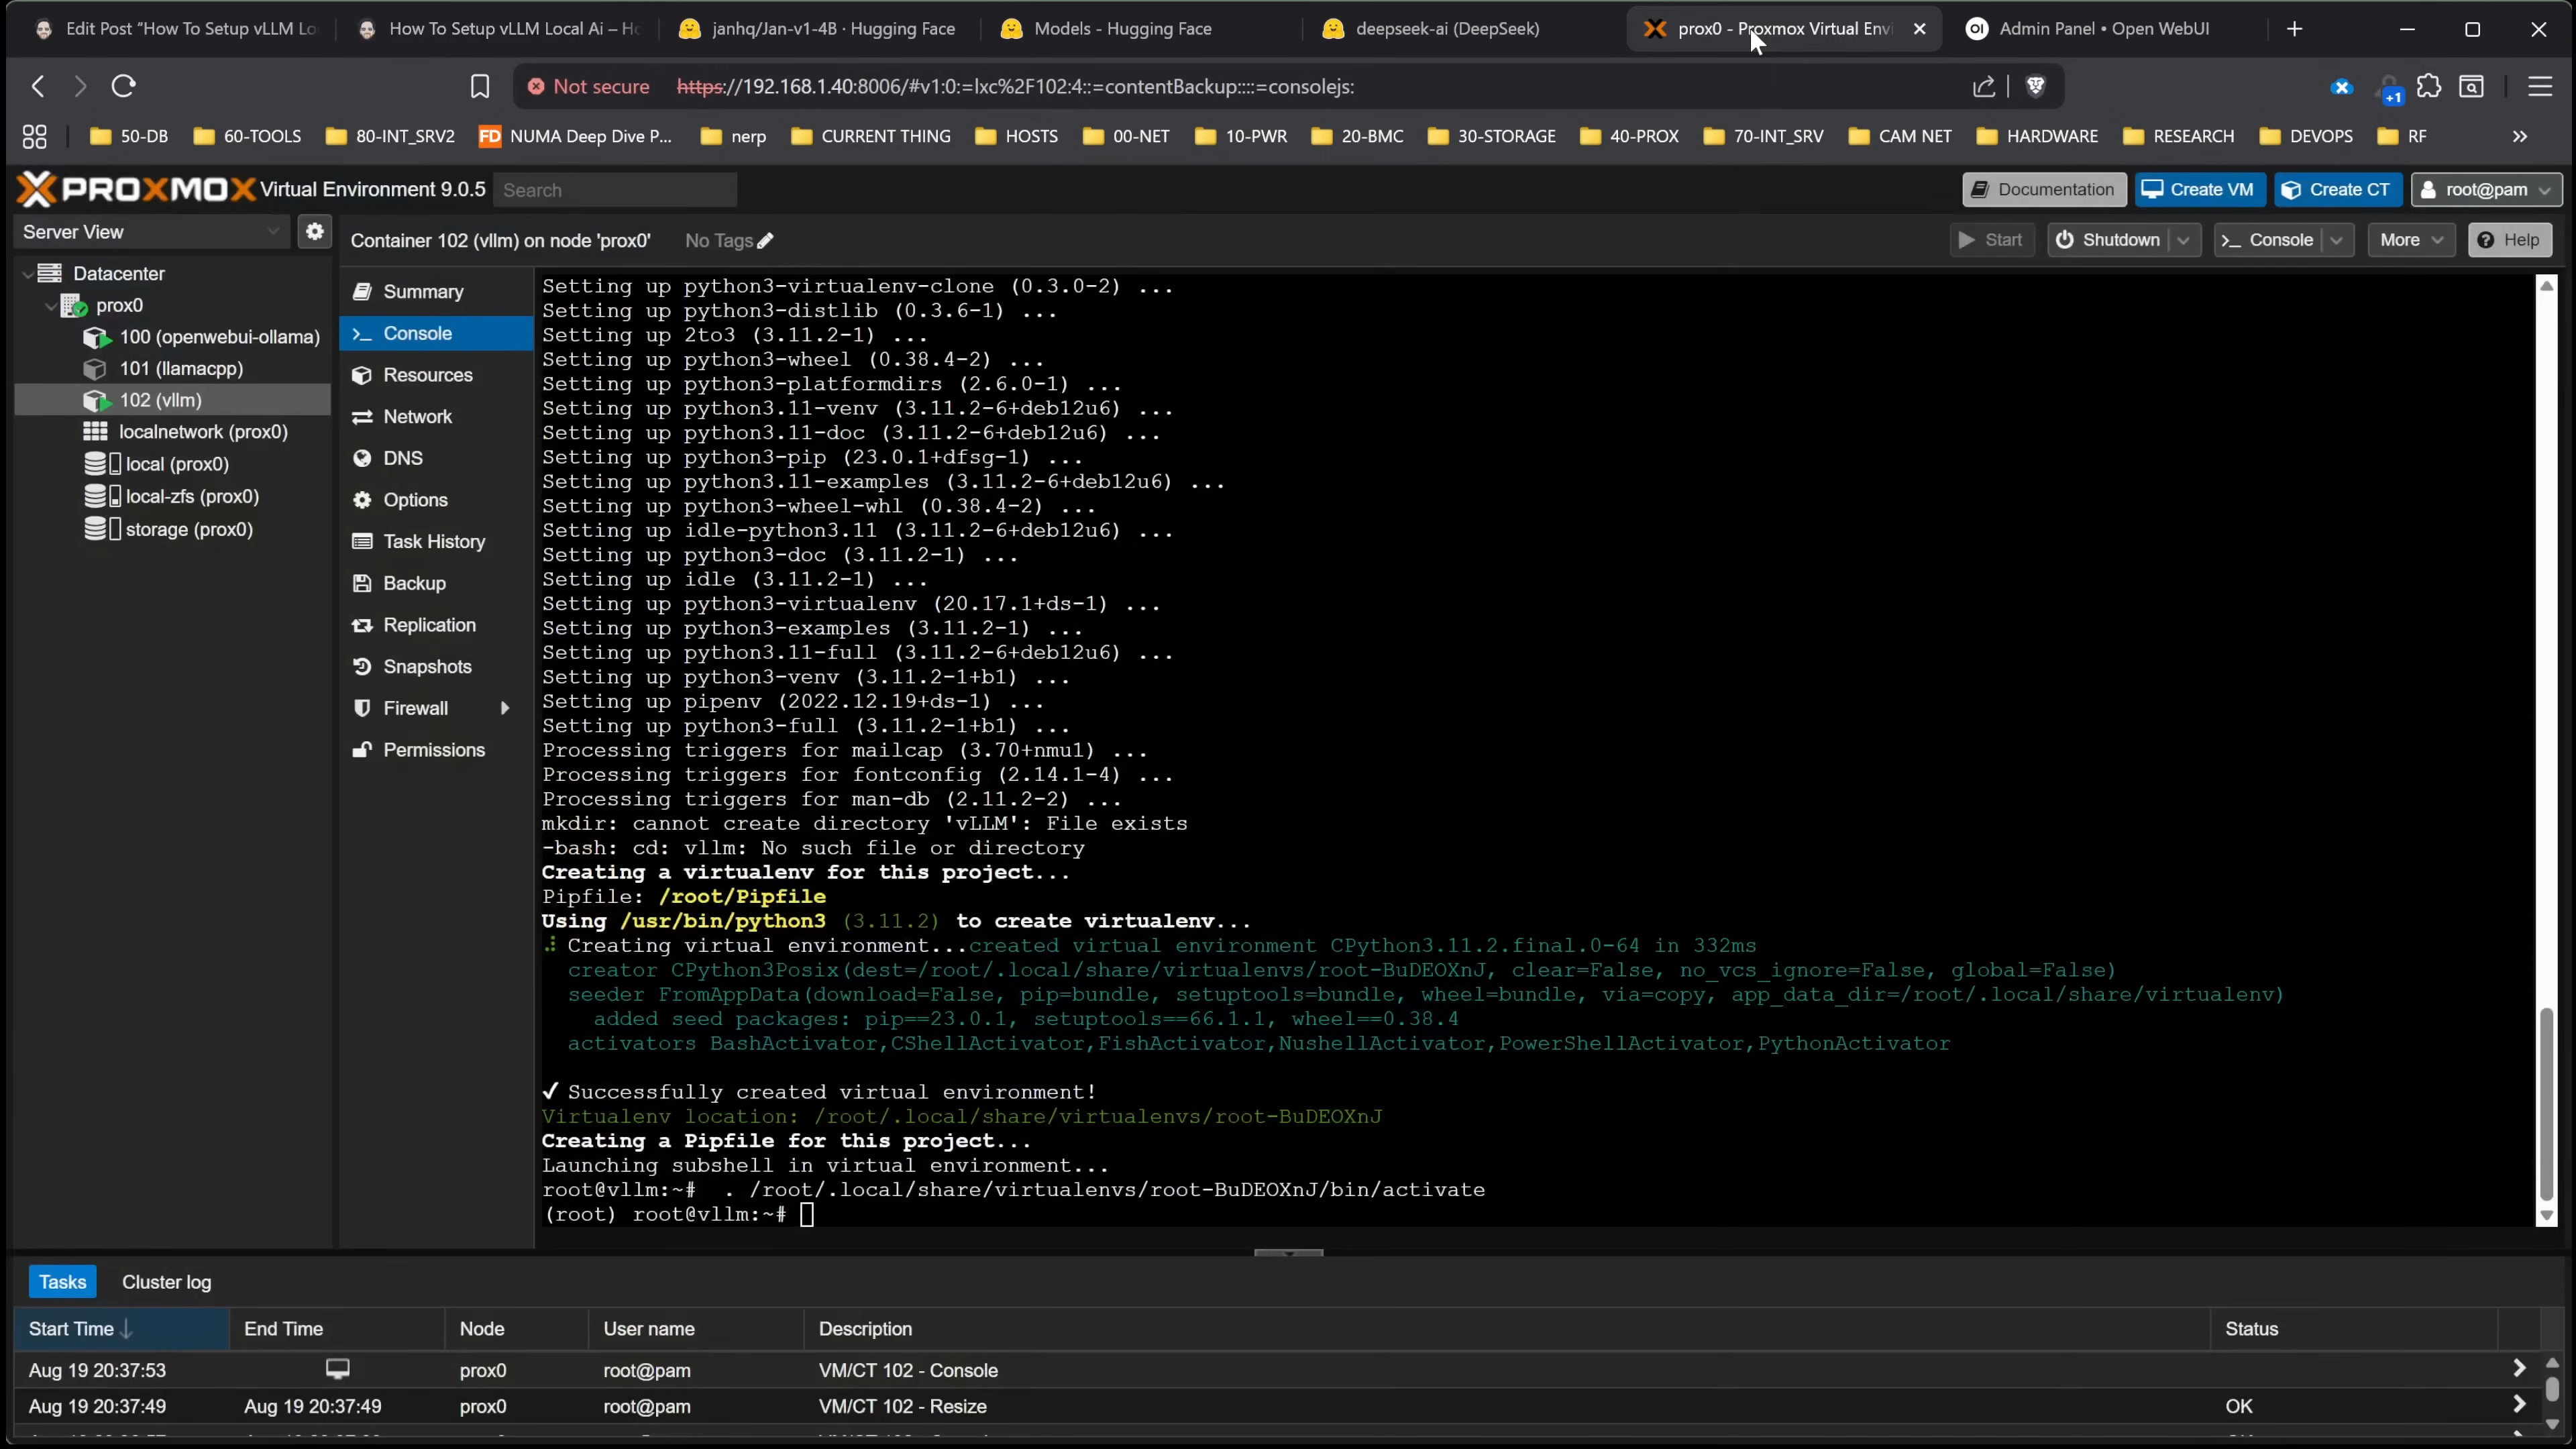 Edit Post “How To Setup vLLM Lo
How To Setup vLLM Local Ai – Ho
janhq/Jan-v1-4B · Hugging Face
Models - Hugging Face
deepseek-ai (DeepSeek)
prox0 - Proxmox Virtual Envi
Admin Panel • Open WebUI
Not secure https://192.168.1.40:8006/#v1:0:=lxc%2F102:4::=contentBackup::::=consolejs:
+1
50-DB 60-TOOLS 80-INT_SRV2 FD NUMA Deep Dive P... nerp CURRENT THING HOSTS 00-NET 10-PWR 20-BMC 30-STORAGE 40-PROX 70-INT_SRV CAM NET HARDWARE RESEARCH DEVOPS RF »
PROXMOX Virtual Environment 9.0.5 Search Documentation Create VM Create CT root@pam
Server View
Container 102 (vllm) on node 'prox0' No Tags Start Shutdown Console More Help
Datacenter
prox0
100 (openwebui-ollama)
101 (llamacpp)
102 (vllm)
localnetwork (prox0)
local (prox0)
local-zfs (prox0)
storage (prox0)
Summary
Console
Resources
Network
DNS
Options
Task History
Backup
Replication
Snapshots
Firewall
Permissions
Setting up python3-virtualenv-clone (0.3.0-2) ...
Setting up python3-distlib (0.3.6-1) ...
Setting up 2to3 (3.11.2-1) ...
Setting up python3-wheel (0.38.4-2) ...
Setting up python3-platformdirs (2.6.0-1) ...
Setting up python3.11-venv (3.11.2-6+deb12u6) ...
Setting up python3.11-doc (3.11.2-6+deb12u6) ...
Setting up python3-pip (23.0.1+dfsg-1) ...
Setting up python3.11-examples (3.11.2-6+deb12u6) ...
Setting up python3-wheel-whl (0.38.4-2) ...
Setting up idle-python3.11 (3.11.2-6+deb12u6) ...
Setting up python3-doc (3.11.2-1) ...
Setting up idle (3.11.2-1) ...
Setting up python3-virtualenv (20.17.1+ds-1) ...
Setting up python3-examples (3.11.2-1) ...
Setting up python3.11-full (3.11.2-6+deb12u6) ...
Setting up python3-venv (3.11.2-1+b1) ...
Setting up pipenv (2022.12.19+ds-1) ...
Setting up python3-full (3.11.2-1+b1) ...
Processing triggers for mailcap (3.70+nmu1) ...
Processing triggers for fontconfig (2.14.1-4) ...
Processing triggers for man-db (2.11.2-2) ...
mkdir: cannot create directory 'vLLM': File exists
-bash: cd: vllm: No such file or directory
Creating a virtualenv for this project...
Pipfile: /root/Pipfile
Using /usr/bin/python3 (3.11.2) to create virtualenv...
Creating virtual environment...created virtual environment CPython3.11.2.final.0-64 in 332ms
creator CPython3Posix(dest=/root/.local/share/virtualenvs/root-BuDEOXnJ, clear=False, no_vcs_ignore=False, global=False)
seeder FromAppData(download=False, pip=bundle, setuptools=bundle, wheel=bundle, via=copy, app_data_dir=/root/.local/share/virtualenv)
added seed packages: pip==23.0.1, setuptools==66.1.1, wheel==0.38.4
activators BashActivator,CShellActivator,FishActivator,NushellActivator,PowerShellActivator,PythonActivator
✔ Successfully created virtual environment!
Virtualenv location: /root/.local/share/virtualenvs/root-BuDEOXnJ
Creating a Pipfile for this project...
Launching subshell in virtual environment...
root@vllm:~# . /root/.local/share/virtualenvs/root-BuDEOXnJ/bin/activate
(root) root@vllm:~#
Tasks Cluster log
Start Time End Time Node User name Description Status
Aug 19 20:37:53 prox0 root@pam VM/CT 102 - Console
Aug 19 20:37:49 Aug 19 20:37:49 prox0 root@pam VM/CT 102 - Resize OK